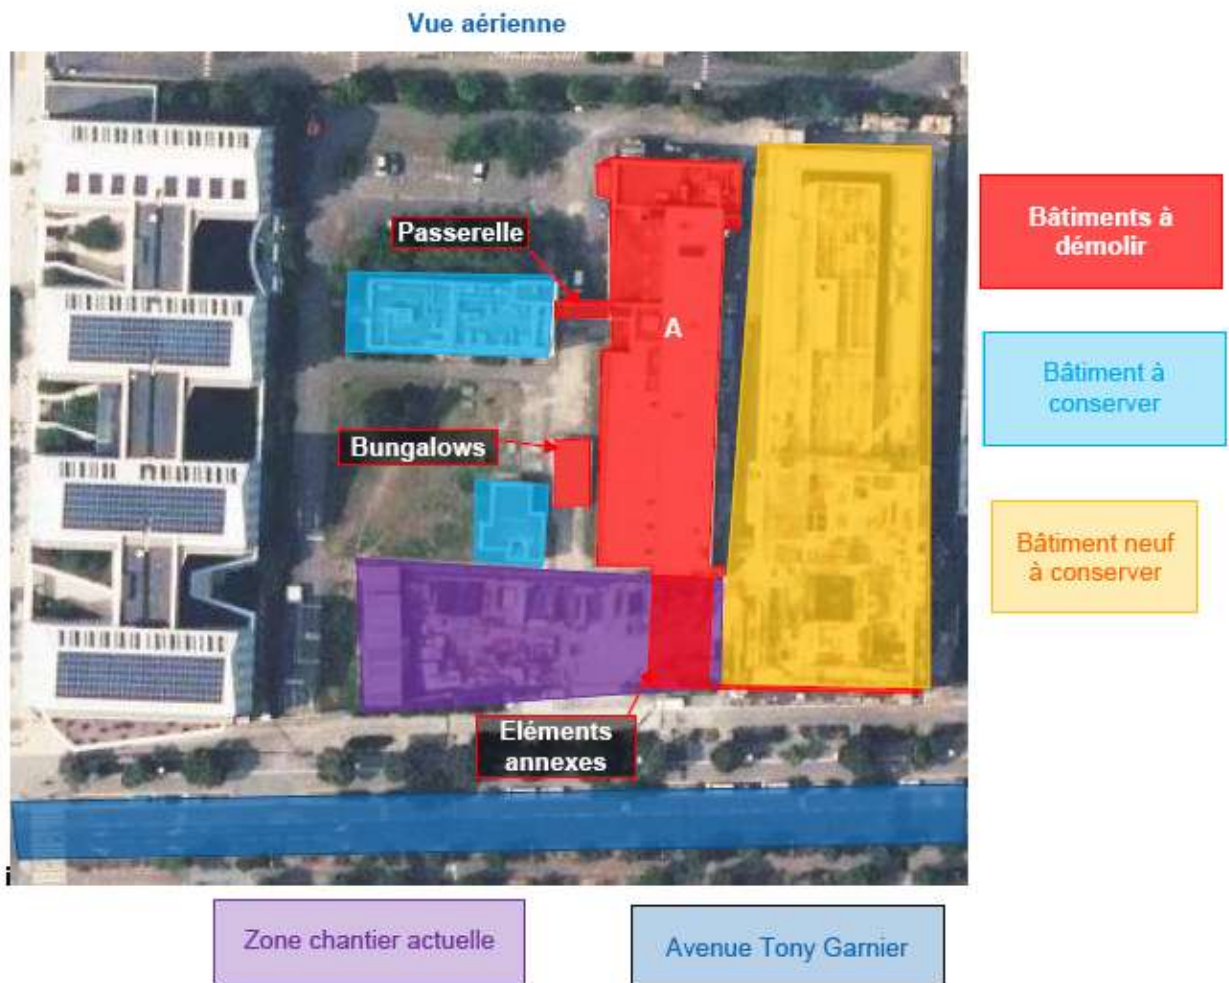 Vue aérienne
Passerelle
A
Bungalows
Eléments
annexes
Bâtiments à
démolir
Bâtiment à
conserver
Bâtiment neuf
à conserver
i
Zone chantier actuelle
Avenue Tony Garnier